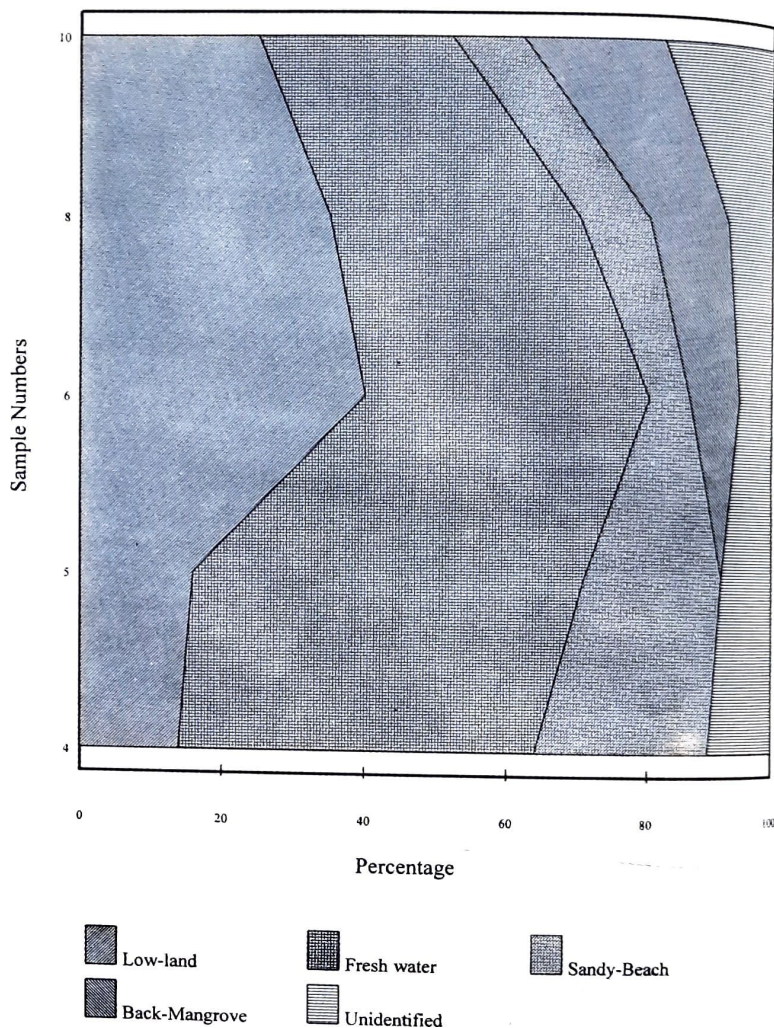 10
8
6
5
4
Sample Numbers
0 20 40 60 80 100
Percentage
Low-land Fresh water Sandy-Beach
Back-Mangrove Unidentified